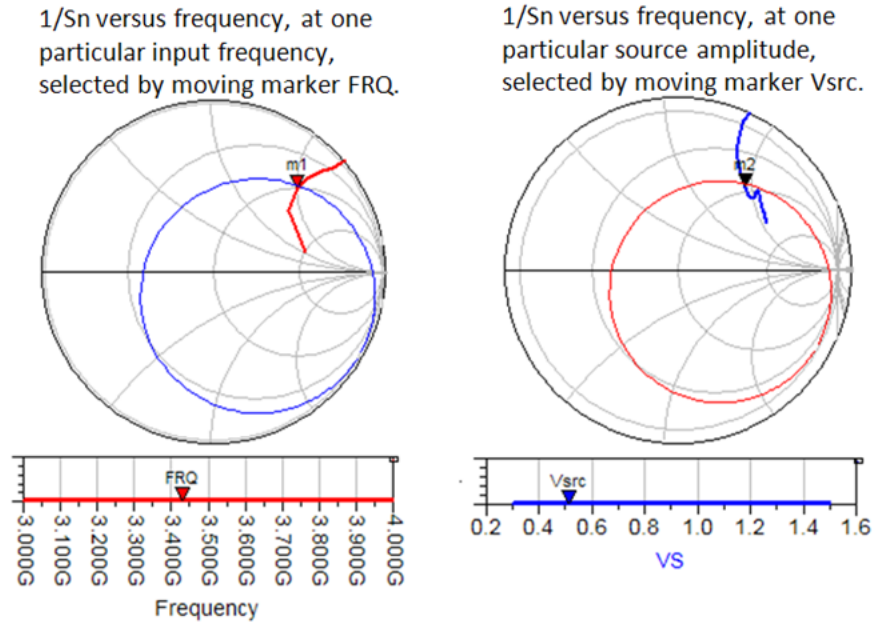 1/Sn versus frequency, at one
particular input frequency,
selected by moving marker FRQ.
m1
FRQ
3.000G
3.100G
3.200G
3.300G
3.400G
3.500G
3.600G
3.700G
3.800G
3.900G
4.000G
Frequency
1/Sn versus frequency, at one
particular source amplitude,
selected by moving marker Vsrc.
m2
Vsrc
0.2 0.4 0.6 0.8 1.0 1.2 1.4 1.6
VS